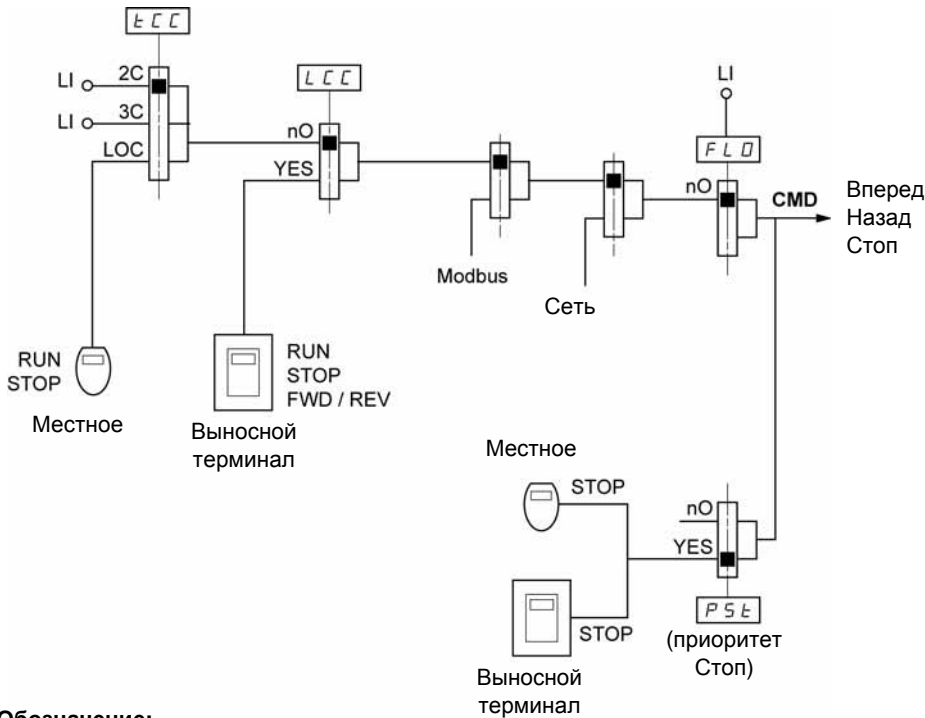 tCC
LI 2C
LI 3C
LOC
LCC
nO
YES
LI
FLO
nO
CMD
Вперед
Назад
Стоп
Modbus
Сеть
RUN
STOP
Местное
RUN
STOP
FWD / REV
Выносной
терминал
Местное
STOP
nO
YES
PSt
(приоритет
Стоп)
STOP
Выносной
терминал
Обозначение: